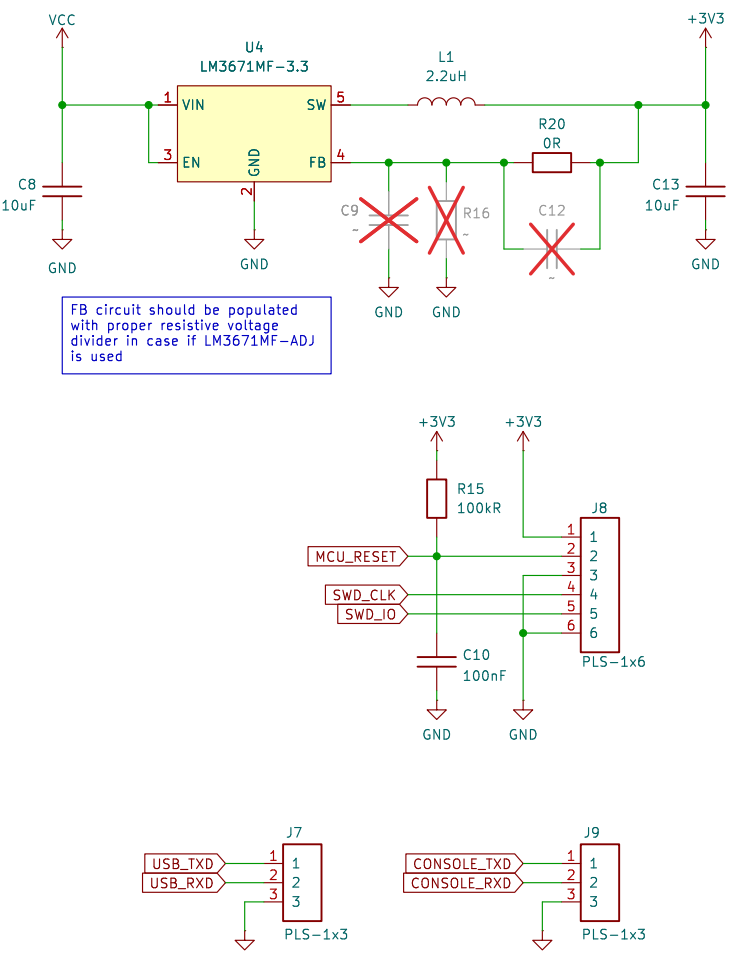 VCC
+3V3
U4
LM3671MF-3.3
L1
2.2uH
1
VIN
SW
5
R20
0R
3
EN
GND
FB
4
2
C8
10uF
C9
~
R16
~
C12
~
C13
10uF
GND
GND
GND
GND
GND
FB circuit should be populated
with proper resistive voltage
divider in case if LM3671MF-ADJ
is used
+3V3
+3V3
R15
100kR
J8
1
1
MCU_RESET
2
2
3
3
SWD_CLK
4
4
SWD_IO
5
5
6
6
C10
100nF
PLS-1x6
GND
GND
J7
USB_TXD
1
1
USB_RXD
2
2
3
3
PLS-1x3
J9
CONSOLE_TXD
1
1
CONSOLE_RXD
2
2
3
3
PLS-1x3